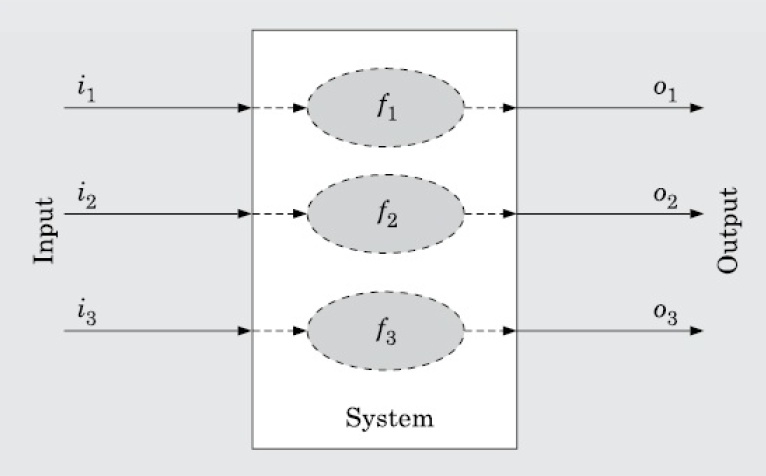 i₁
f₁
o₁
Input
i₂
f₂
o₂
Output
i₃
f₃
o₃
System